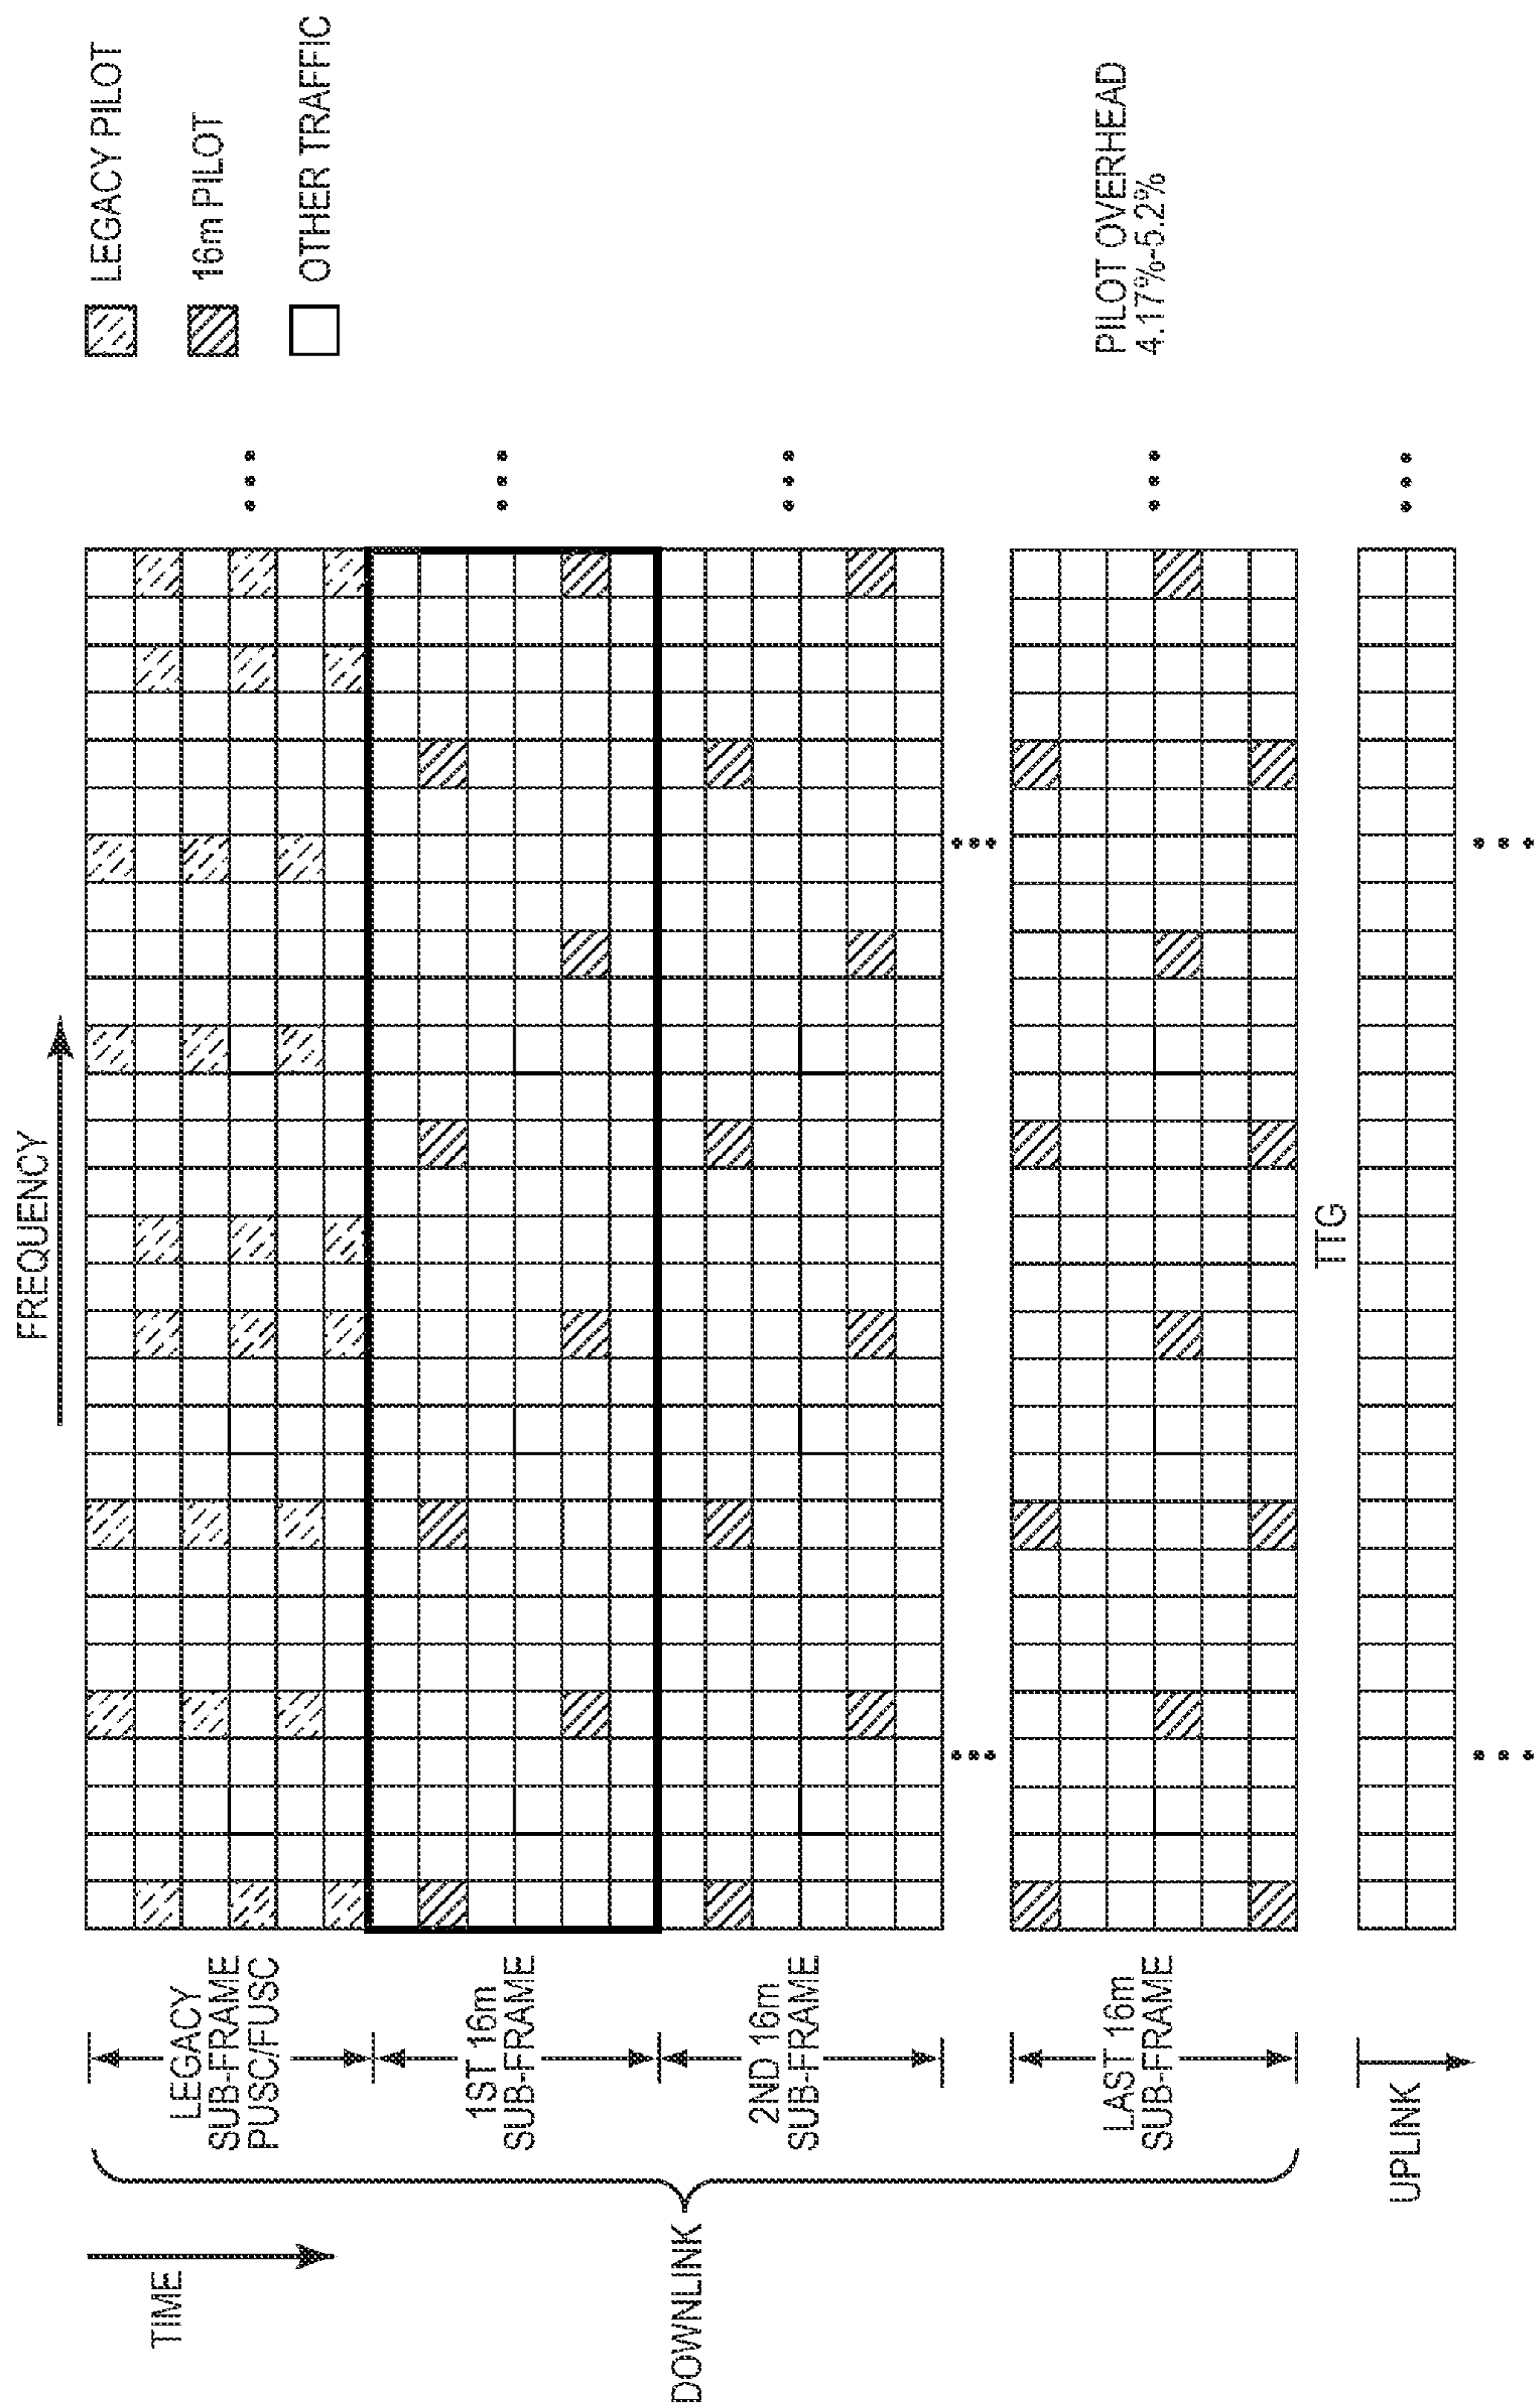 FREQUENCY
TIME
LEGACY PILOT
16m PILOT
OTHER TRAFFIC
LEGACY
SUB-FRAME
PUSC/FUSC
1ST 16m
SUB-FRAME
2ND 16m
SUB-FRAME
LAST 16m
SUB-FRAME
DOWNLINK
PILOT OVERHEAD
4.17%-5.2%
TTG
UPLINK